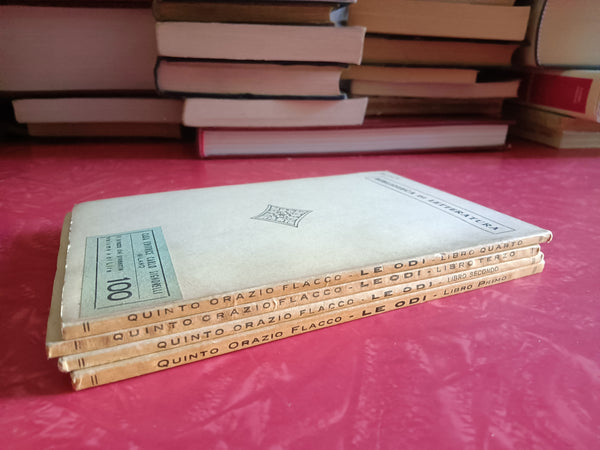 BIBLIOTECA DI LETTERATURA
100
QUINTO ORAZIO FLACCO - LE ODI - LIBRO QUARTO
QUINTO ORAZIO FLACCO - LE ODI - LIBRO TERZO
QUINTO ORAZIO FLACCO - LE ODI - LIBRO SECONDO
QUINTO ORAZIO FLACCO - LE ODI - LIBRO PRIMO